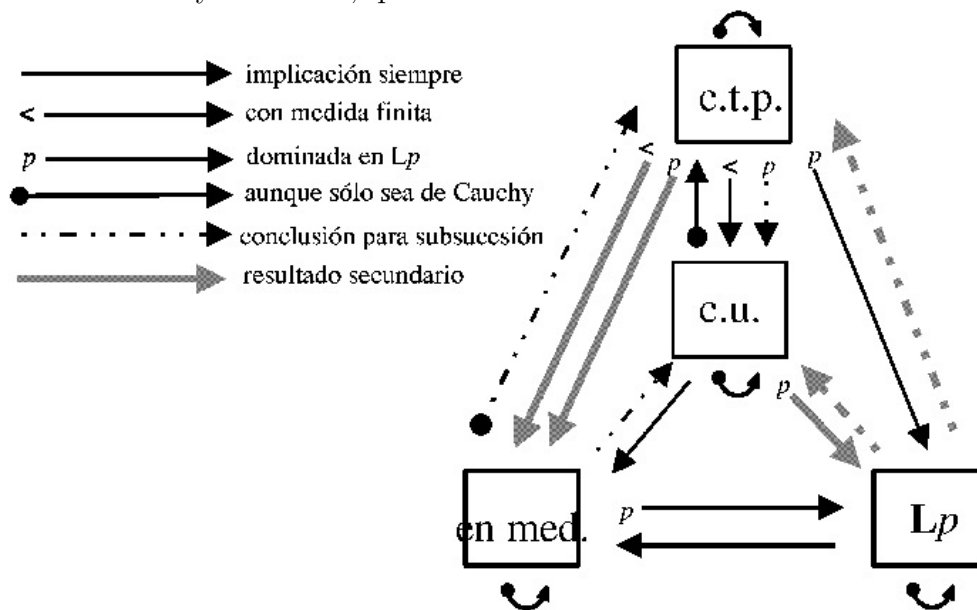 c.t.p.
implicación siempre
< con medida finita
p dominada en Lp
aunque sólo sea de Cauchy
conclusión para subsucesión
resultado secundario
< p < p p
c.u.
p
en med.
p
Lp